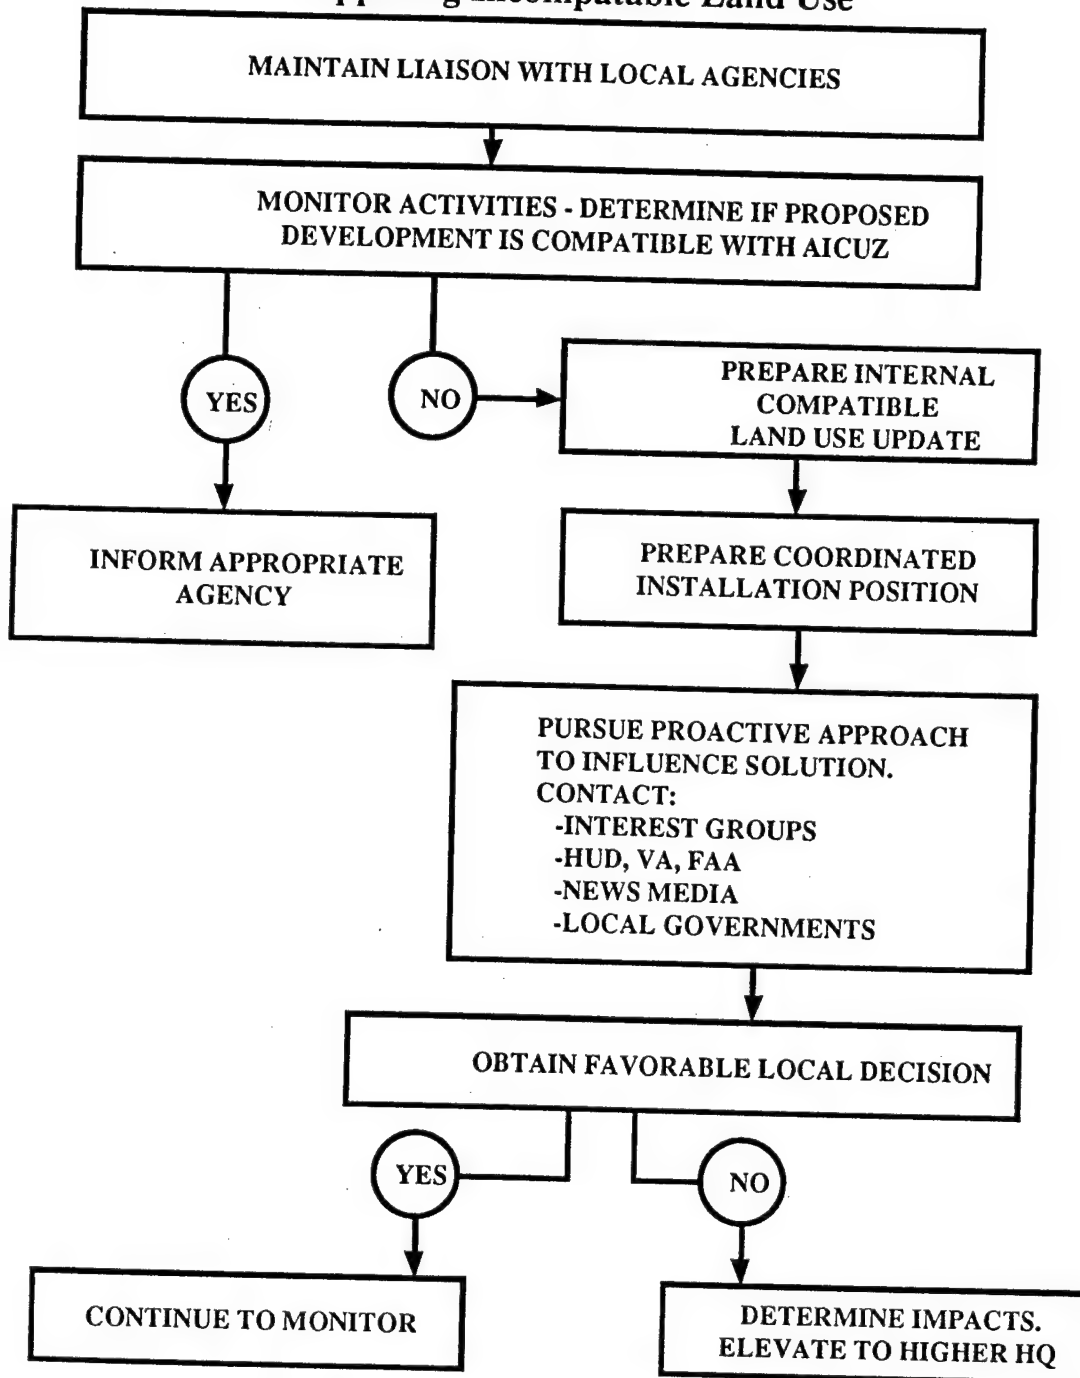 Incompatable Land Use
MAINTAIN LIAISON WITH LOCAL AGENCIES
MONITOR ACTIVITIES - DETERMINE IF PROPOSED
DEVELOPMENT IS COMPATIBLE WITH AICUZ
YES
NO
PREPARE INTERNAL
COMPATIBLE
LAND USE UPDATE
INFORM APPROPRIATE
AGENCY
PREPARE COORDINATED
INSTALLATION POSITION
PURSUE PROACTIVE APPROACH
TO INFLUENCE SOLUTION.
CONTACT:
-INTEREST GROUPS
-HUD, VA, FAA
-NEWS MEDIA
-LOCAL GOVERNMENTS
OBTAIN FAVORABLE LOCAL DECISION
YES
NO
CONTINUE TO MONITOR
DETERMINE IMPACTS.
ELEVATE TO HIGHER HQ